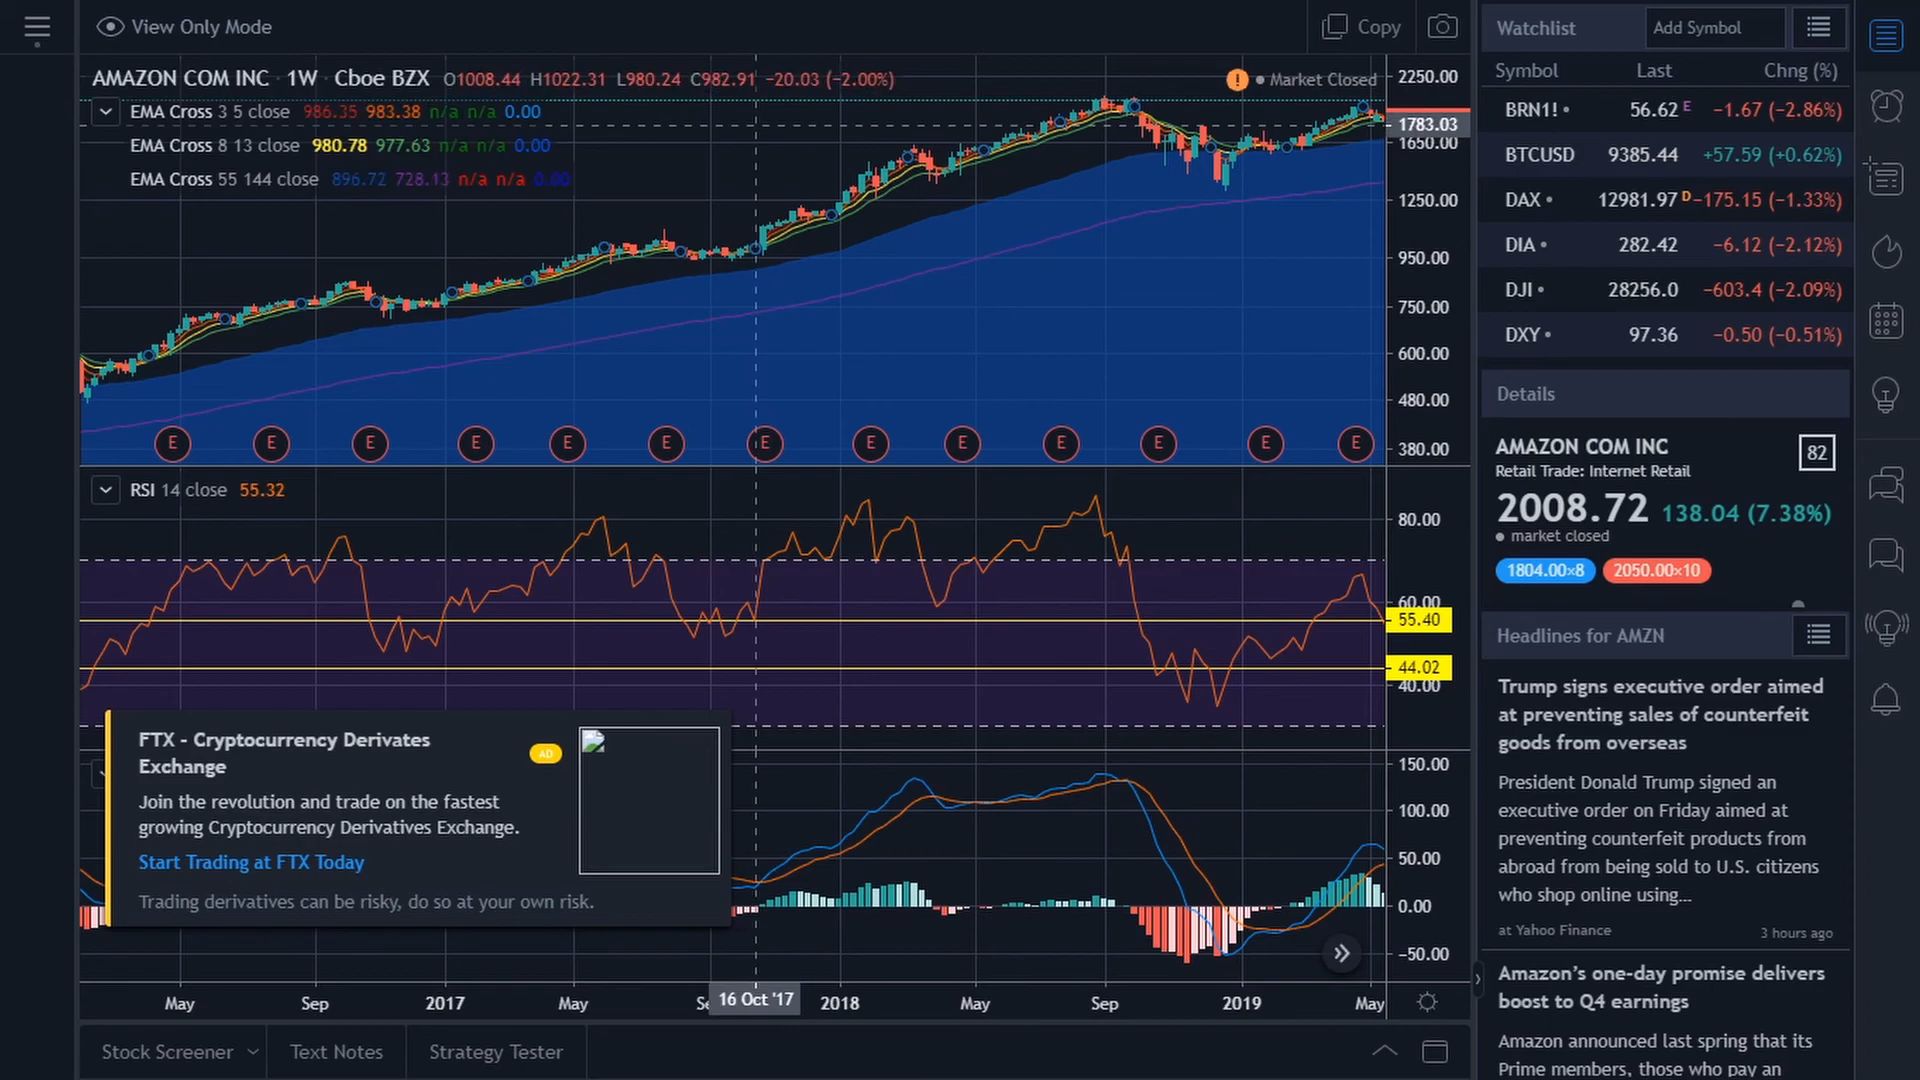 View Only Mode
Copy
AMAZON COM INC · 1W · Cboe BZX O1008.44 H1022.31 L980.24 C982.91 −20.03 (−2.00%)
Market Closed
EMA Cross 3 5 close 986.35 983.38 n/a n/a 0.00
EMA Cross 8 13 close 980.78 977.63 n/a n/a 0.00
EMA Cross 55 144 close 896.72 728.13 n/a n/a 0.00
2250.00
1783.03
1650.00
1250.00
950.00
750.00
600.00
480.00
380.00
E E E E E E E E E E E E E
RSI 14 close 55.32
80.00
60.00
55.40
44.02
40.00
FTX - Cryptocurrency Derivates
Exchange
AD
Join the revolution and trade on the fastest
growing Cryptocurrency Derivatives Exchange.
Start Trading at FTX Today
Trading derivatives can be risky, do so at your own risk.
150.00
100.00
50.00
0.00
−50.00
May Sep 2017 May Se 16 Oct '17 2018 May Sep 2019 May
Stock Screener Text Notes Strategy Tester
Watchlist Add Symbol
Symbol Last Chng (%)
BRN1! 56.62 E −1.67 (−2.86%)
BTCUSD 9385.44 +57.59 (+0.62%)
DAX 12981.97 D −175.15 (−1.33%)
DIA 282.42 −6.12 (−2.12%)
DJI 28256.0 −603.4 (−2.09%)
DXY 97.36 −0.50 (−0.51%)
Details
AMAZON COM INC 82
Retail Trade: Internet Retail
2008.72 138.04 (7.38%)
market closed
1804.00×8 2050.00×10
Headlines for AMZN
Trump signs executive order aimed
at preventing sales of counterfeit
goods from overseas
President Donald Trump signed an
executive order on Friday aimed at
preventing counterfeit products from
abroad from being sold to U.S. citizens
who shop online using...
at Yahoo Finance 3 hours ago
Amazon's one-day promise delivers
boost to Q4 earnings
Amazon announced last spring that its
Prime members, those who pay an